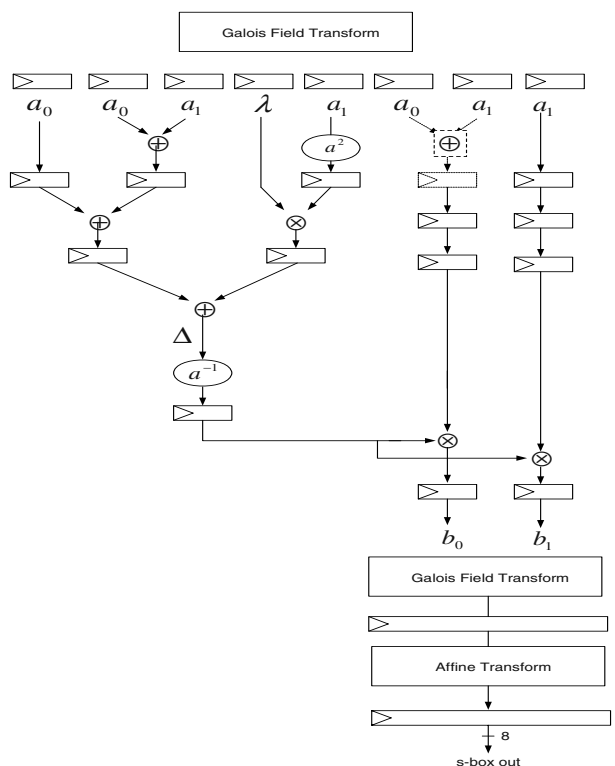 Galois Field Transform
a₀ a₀ a₁ λ a₁ a₀ a₁ a₁
a²
Δ
a⁻¹
b₀ b₁
Galois Field Transform
Affine Transform
8
s-box out